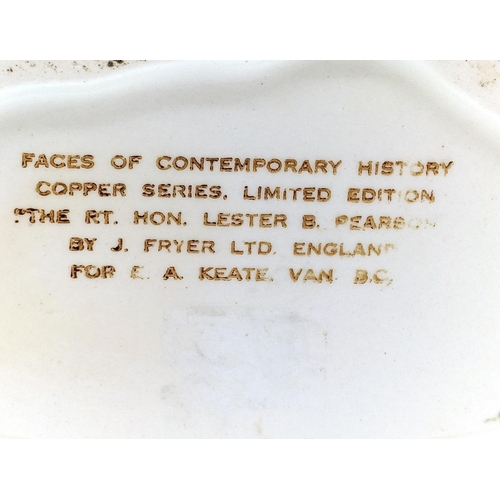 FACES OF CONTEMPORARY HISTORY
COPPER SERIES. LIMITED EDITION
"THE RT. HON. LESTER B. PEARSON
BY J. FRYER LTD. ENGLAND
FOR E. A. KEATE. VAN. B.C.